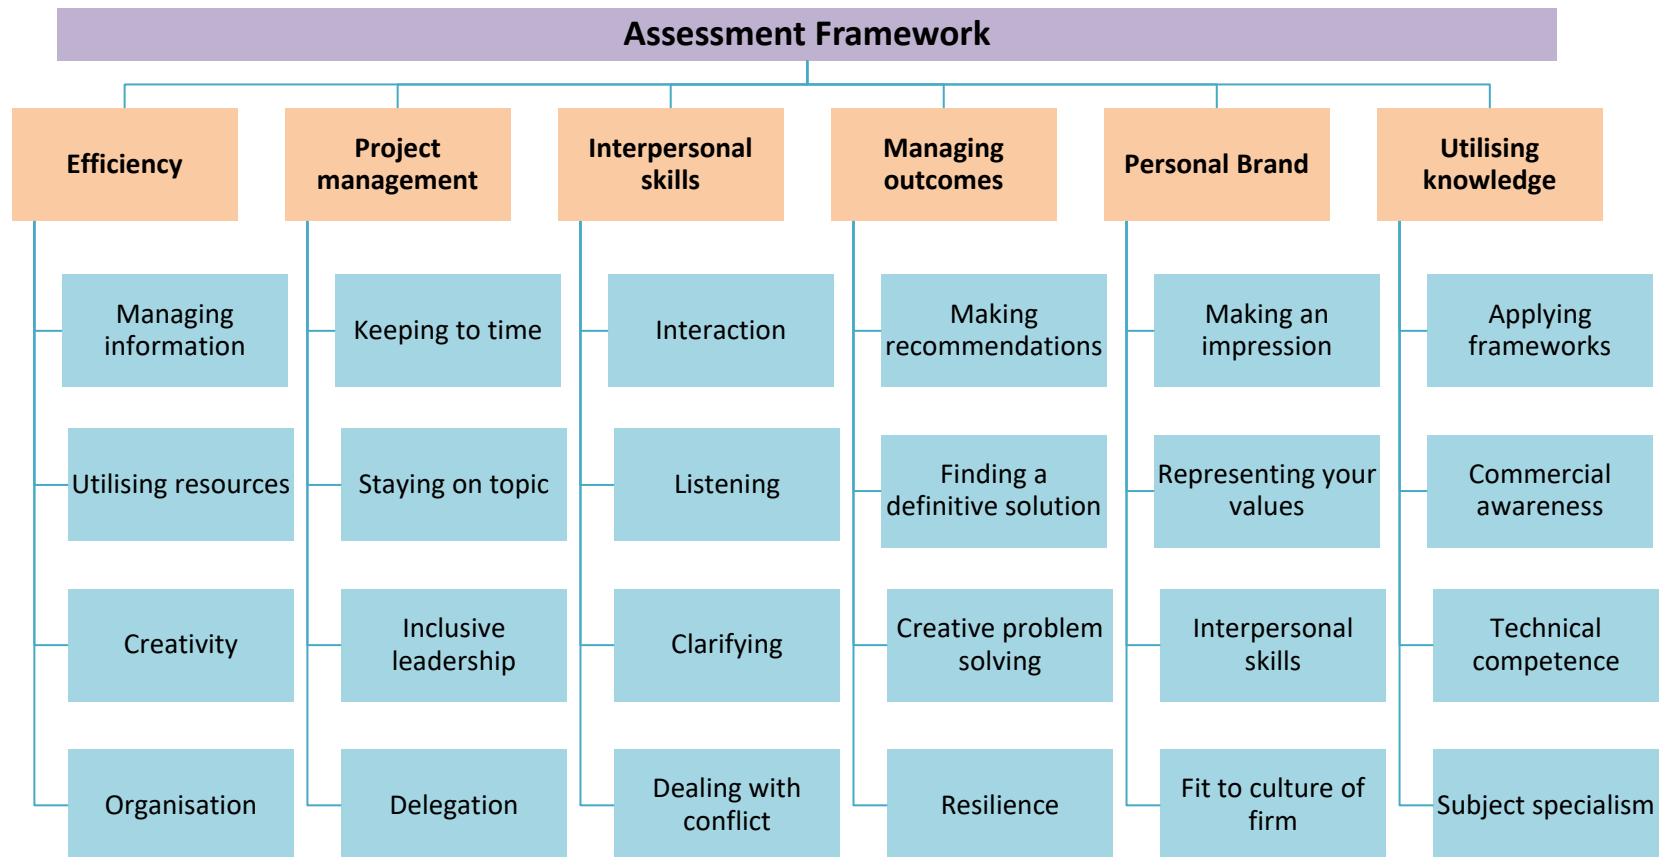 Assessment Framework
Efficiency
Project
management
Interpersonal
skills
Managing
outcomes
Personal Brand
Utilising
knowledge
Managing
information
Keeping to time
Interaction
Making
recommendations
Making an
impression
Applying
frameworks
Utilising resources
Staying on topic
Listening
Finding a
definitive solution
Representing your
values
Commercial
awareness
Creativity
Inclusive
leadership
Clarifying
Creative problem
solving
Interpersonal
skills
Technical
competence
Organisation
Delegation
Dealing with
conflict
Resilience
Fit to culture of
firm
Subject specialism